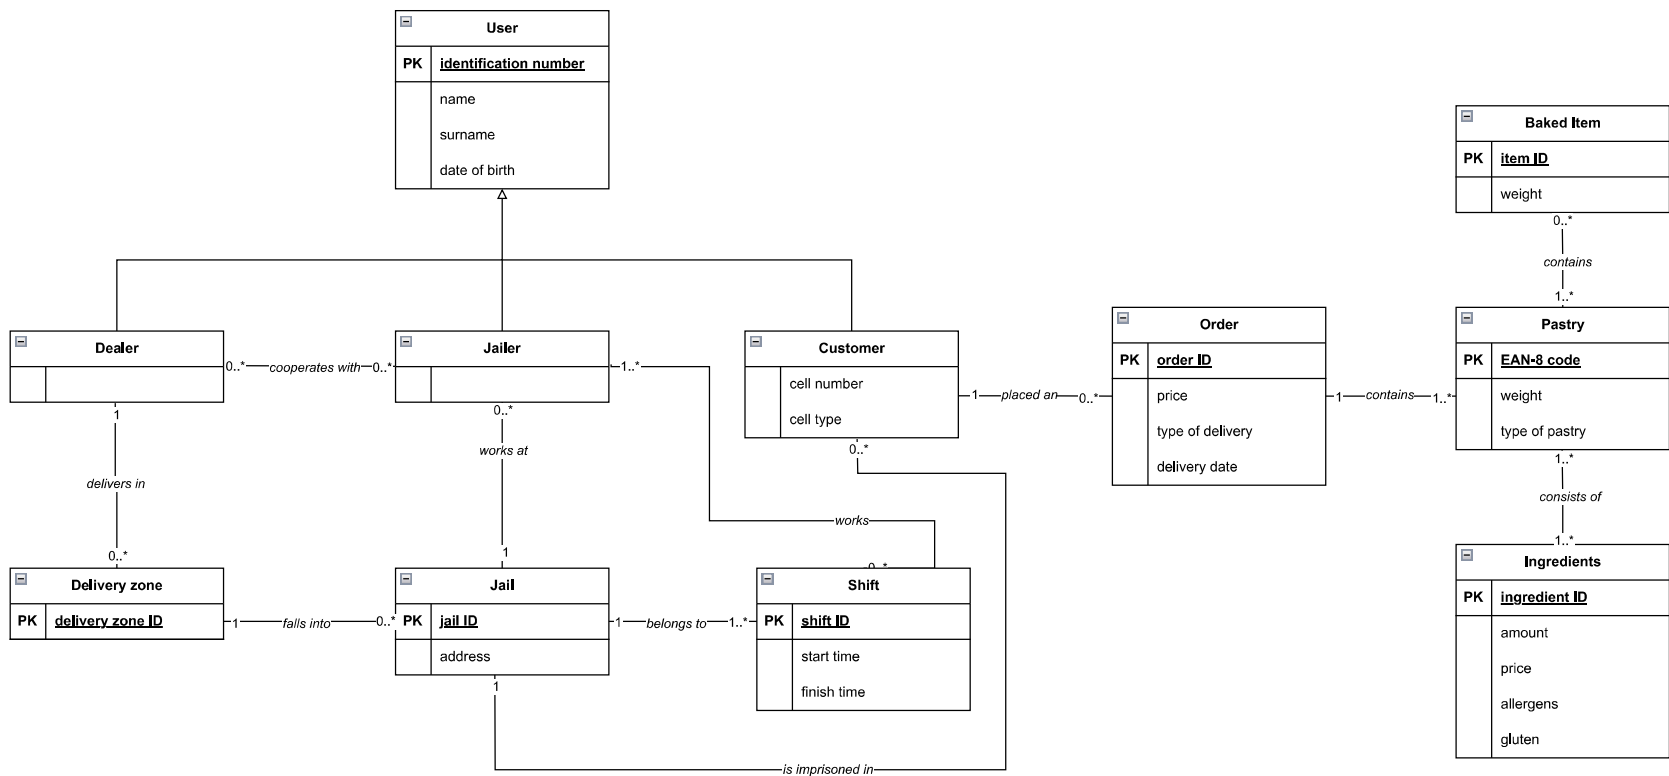 User
PK identification number
name
surname
date of birth
Baked Item
PK item ID
weight
0..*
contains
1..*
Dealer
0..* cooperates with 0..*
Jailer
1..*
Customer
cell number
cell type
1 placed an 0..*
Order
PK order ID
price
type of delivery
delivery date
1 contains 1..*
Pastry
PK EAN-8 code
weight
type of pastry
1
delivers in
0..*
0..*
works at
1
0..*
works
0..*
1..*
consists of
1..*
Delivery zone
PK delivery zone ID
1 falls into 0..*
Jail
PK jail ID
address
1 belongs to 1..*
Shift
PK shift ID
start time
finish time
Ingredients
PK ingredient ID
amount
price
allergens
gluten
1
is imprisoned in